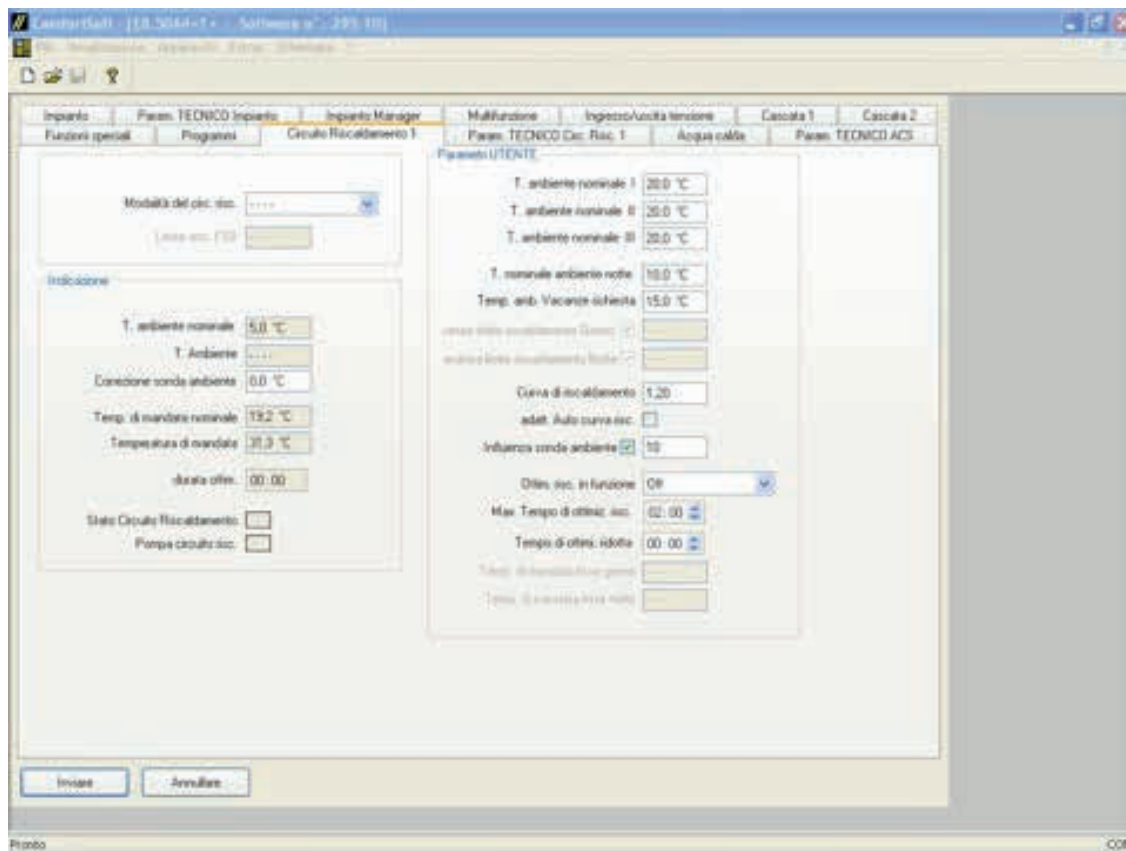 Impianto Param. TECNICO Impianto Impianto Manager Multifunzione Ingresso/uscita tensione Cascata 1 Cascata 2
Funzioni speciali Programmi Circuito Riscaldamento 1 Param. TECNICO Circ. Risc. 1 Acqua calda Param. TECNICO ACS
Modalità del circ. risc. ----
Indicazione
T. ambiente nominale 5,0 °C
T. Ambiente ----
Correzione sonda ambiente 0,0 °C
Temp. di mandata nominale 19,2 °C
Temperatura di mandata 31,3 °C
durata ottim. 00:00
Stato Circuito Riscaldamento
Pompa circuito risc.
Parametri UTENTE
T. ambiente nominale I 20,0 °C
T. ambiente nominale II 20,0 °C
T. ambiente nominale III 20,0 °C
T. nominale ambiente notte 10,0 °C
Temp. amb. Vacanze richiesta 15,0 °C
Curva di riscaldamento 1,20
adatt. Auto curva risc.
Influenza sonda ambiente 10
Ottim. risc. in funzione Off
Max. Tempo di ottimiz. risc. 02:00
Tempo di ottimi. ridotta 00:00
Inviare Annullare
Pronto